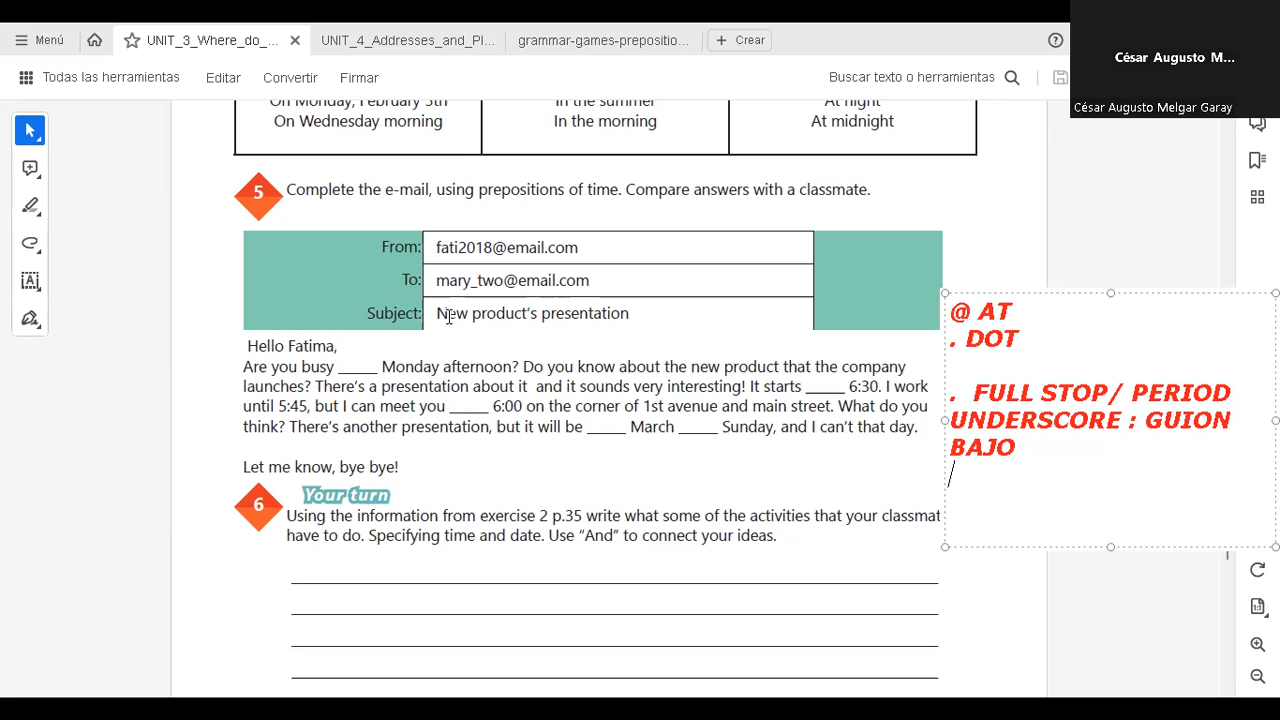 Menú
UNIT_3_Where_do_...
UNIT_4_Addresses_and_Pl...
grammar-games-prepositio...
+ Crear
Todas las herramientas
Editar
Convertir
Firmar
Buscar texto o herramientas
César Augusto M...
César Augusto Melgar Garay
On Monday, February 5th
On Wednesday morning
In the summer
In the morning
At night
At midnight
5
Complete the e-mail, using prepositions of time. Compare answers with a classmate.
From: fati2018@email.com
To: mary_two@email.com
Subject: New product's presentation
Hello Fatima,
Are you busy _____ Monday afternoon? Do you know about the new product that the company
launches? There's a presentation about it and it sounds very interesting! It starts _____ 6:30. I work
until 5:45, but I can meet you _____ 6:00 on the corner of 1st avenue and main street. What do you
think? There's another presentation, but it will be _____ March _____ Sunday, and I can't that day.
Let me know, bye bye!
6
Your turn
Using the information from exercise 2 p.35 write what some of the activities that your classmat
have to do. Specifying time and date. Use “And” to connect your ideas.
@ AT
. DOT
. FULL STOP/ PERIOD
UNDERSCORE : GUION
BAJO